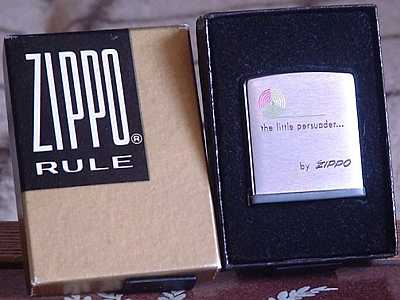 ZIPPO®
RULE
the little persuader...
by ZIPPO